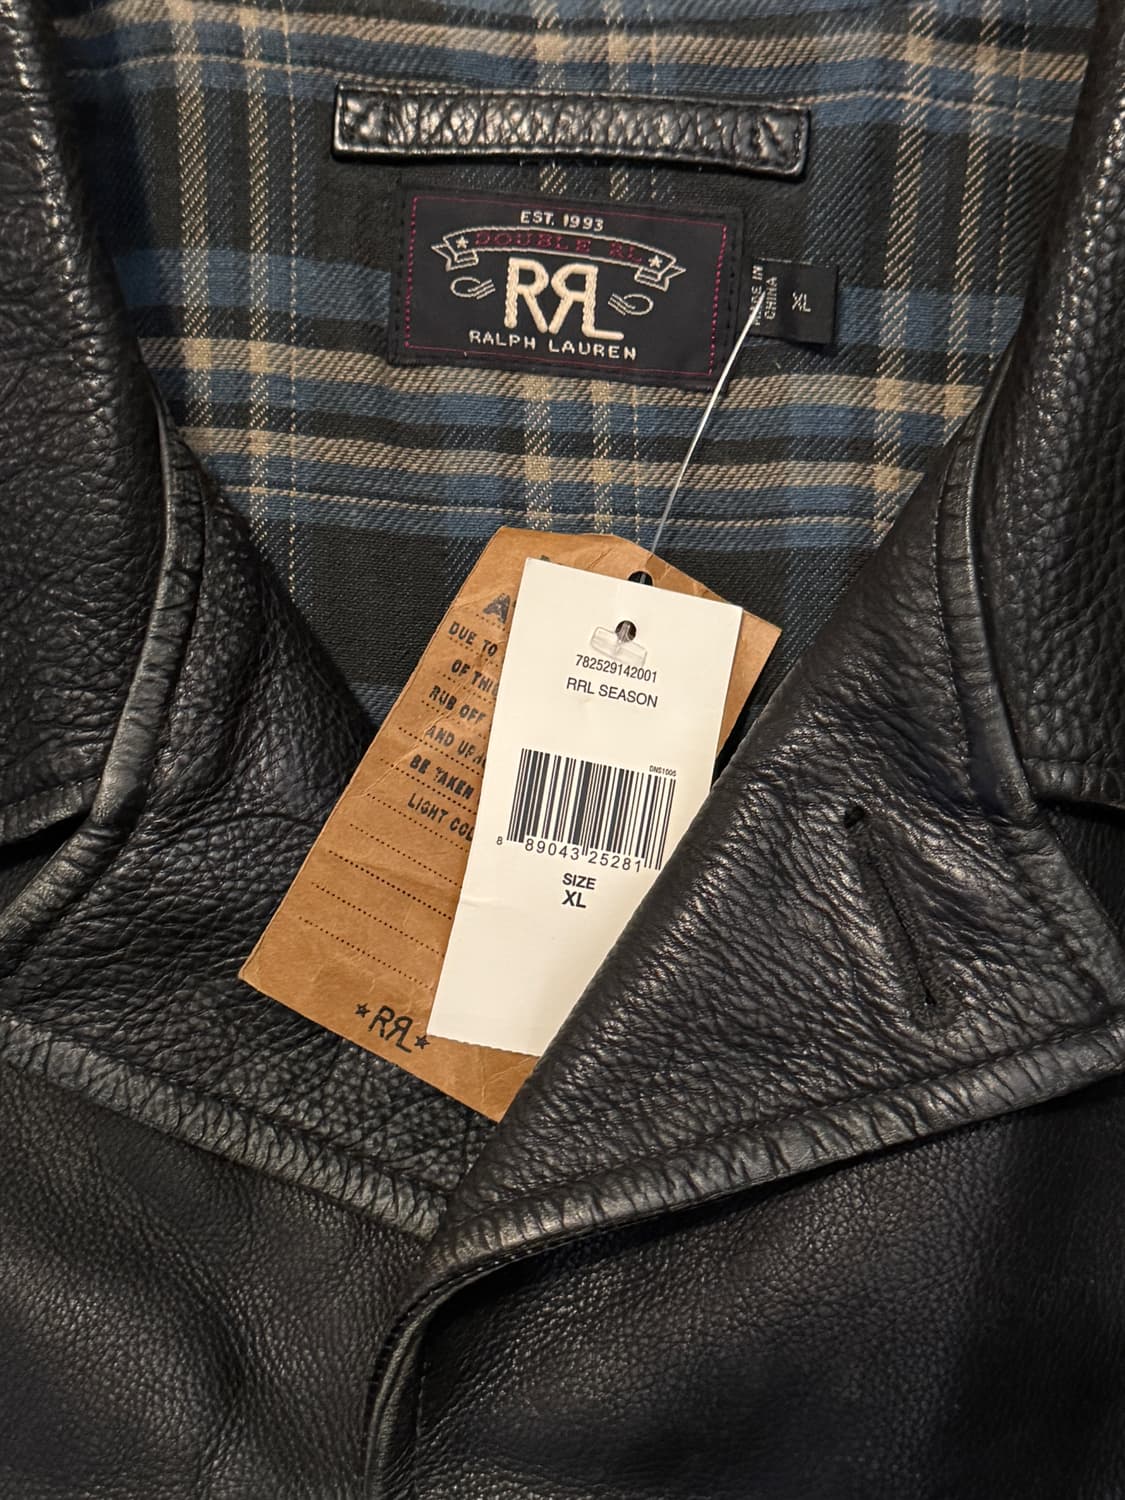 EST. 1993
DOUBLE RL
RRL
RALPH LAUREN
MADE IN
CHINA
XL
DUE TO
OF THI
RUB OFF
AND UP
BE TAKEN
LIGHT COL
RRL
782529142001
RRL SEASON
DNS1005
8 89043 25281
SIZE
XL